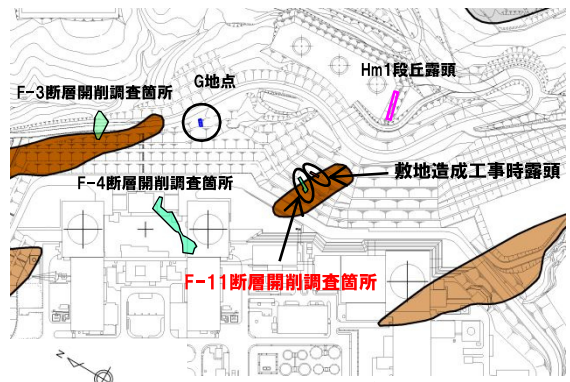 Hm1段丘露頭
G地点
F-3断層開削調査箇所
敷地造成工事時露頭
F-4断層開削調査箇所
F-11断層開削調査箇所
N